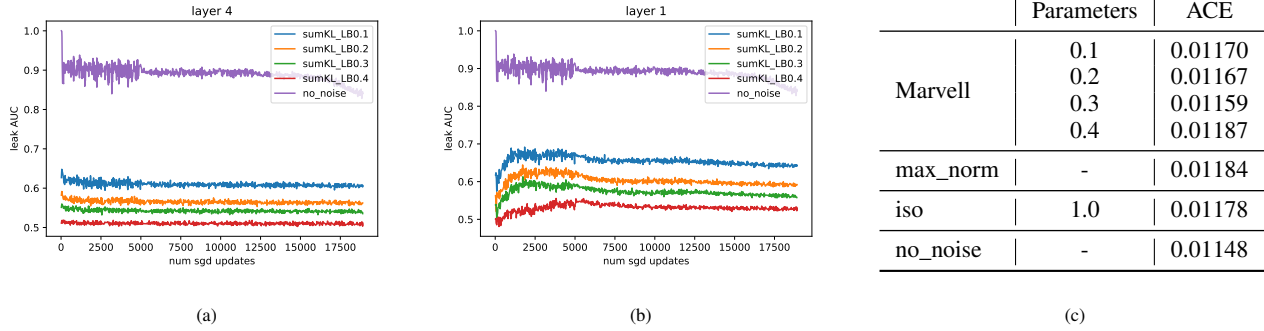 layer 4
leak AUC
1.0
0.9
0.8
0.7
0.6
0.5
sumKL_LB0.1
sumKL_LB0.2
sumKL_LB0.3
sumKL_LB0.4
no_noise
0 2500 5000 7500 10000 12500 15000 17500
num sgd updates
(a)
layer 1
leak AUC
1.0
0.9
0.8
0.7
0.6
0.5
sumKL_LB0.1
sumKL_LB0.2
sumKL_LB0.3
sumKL_LB0.4
no_noise
0 2500 5000 7500 10000 12500 15000 17500
num sgd updates
(b)
Parameters ACE
Marvell
0.1 0.01170
0.2 0.01167
0.3 0.01159
0.4 0.01187
max_norm - 0.01184
iso 1.0 0.01178
no_noise - 0.01148
(c)